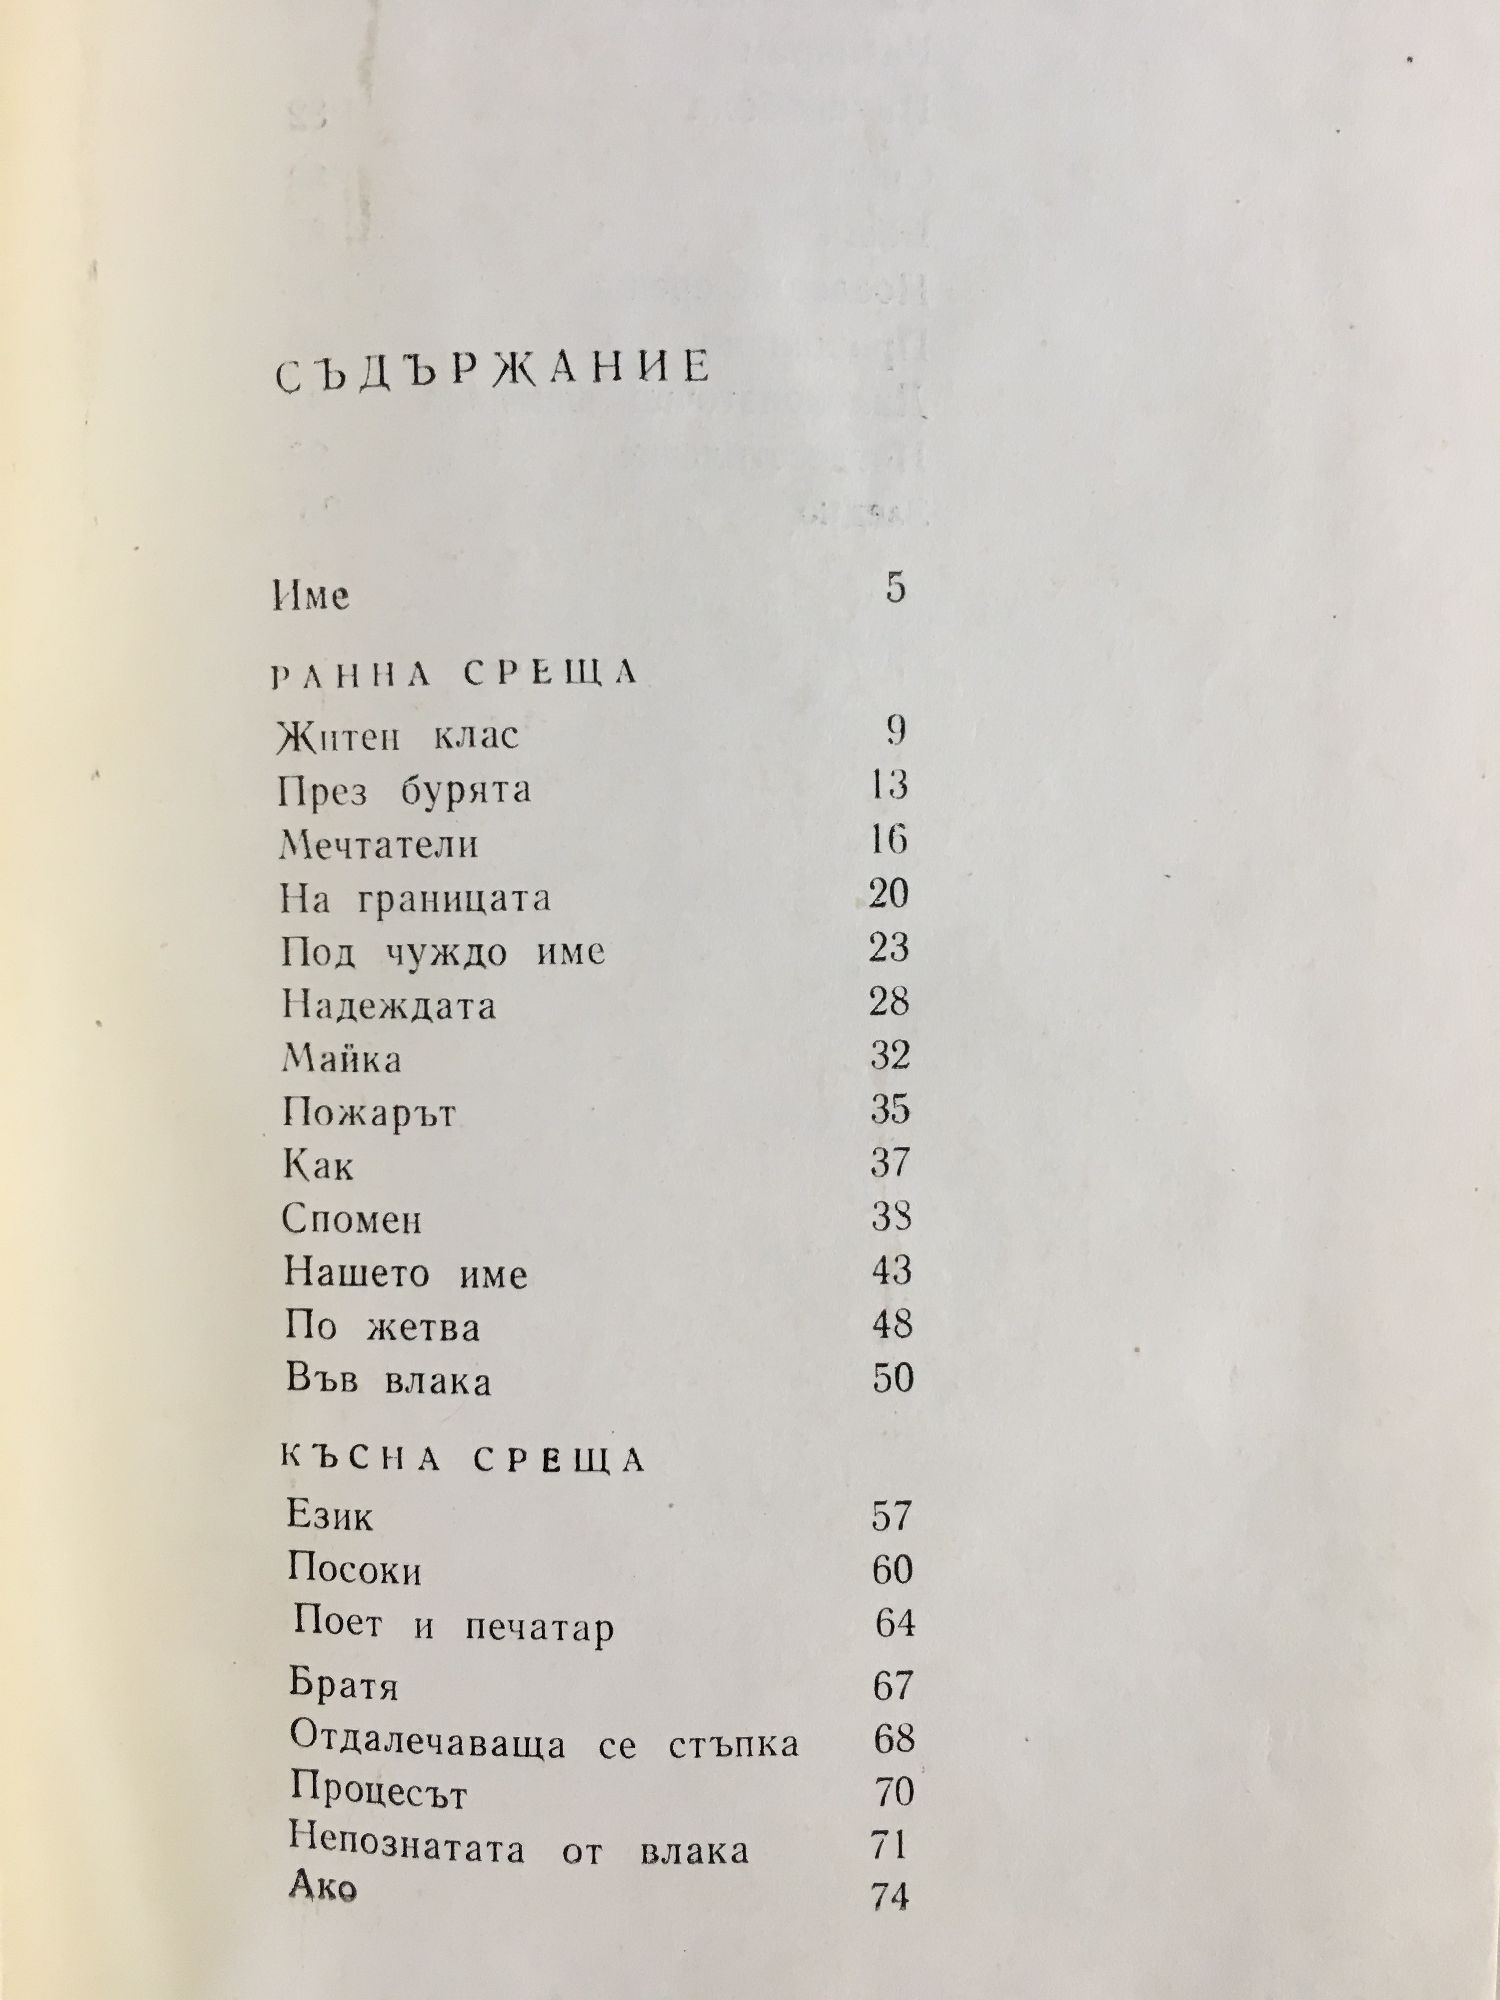 СЪДЪРЖАНИЕ
Име 5
РАННА СРЕЩА
Житен клас 9
През бурята 13
Мечтатели 16
На границата 20
Под чуждо име 23
Надеждата 28
Майка 32
Пожарът 35
Как 37
Спомен 38
Нашето име 43
По жетва 48
Във влака 50
КЪСНА СРЕЩА
Език 57
Посоки 60
Поет и печатар 64
Братя 67
Отдалечаваща се стъпка 68
Процесът 70
Непознатата от влака 71
Ако 74